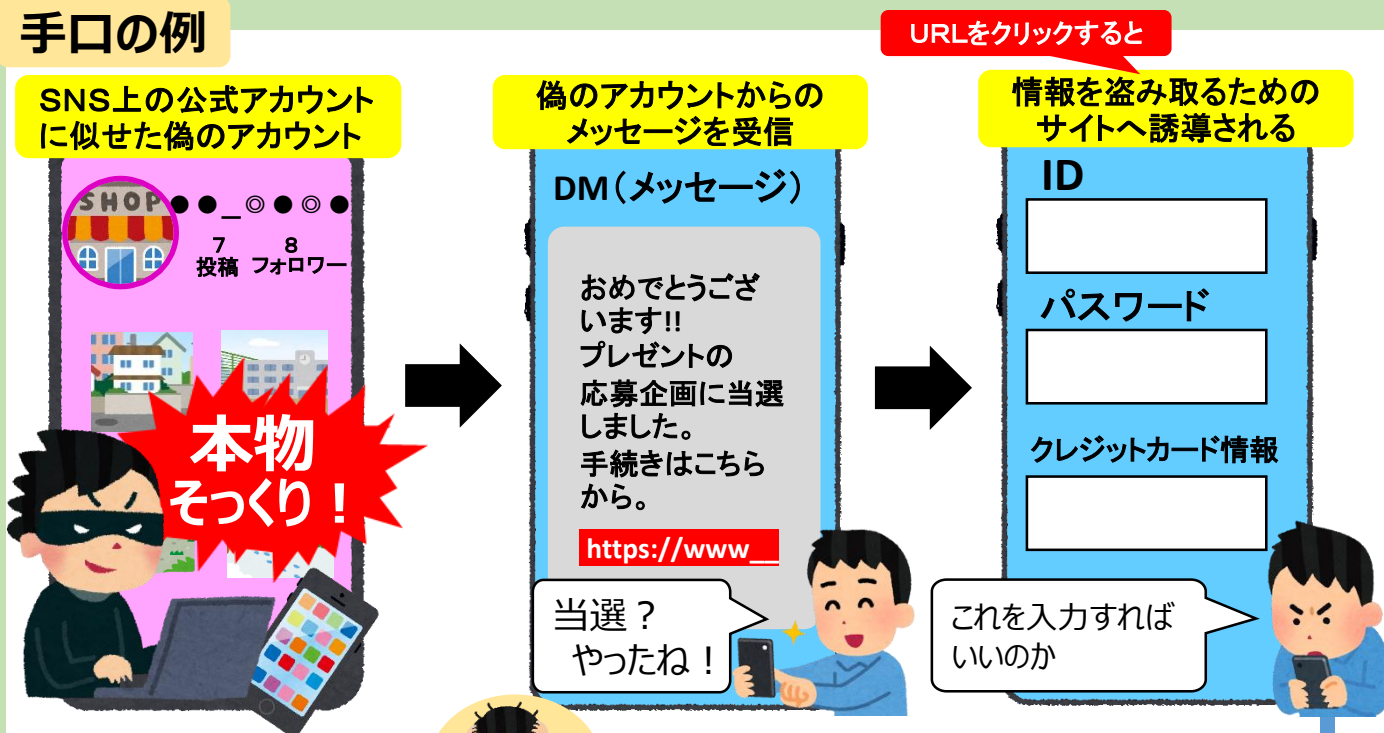 手口の例
SNS上の公式アカウント
に似せた偽のアカウント
SHOP
●●_◎●◎●
7 8
投稿 フォロワー
本物
そっくり！
偽のアカウントからの
メッセージを受信
DM（メッセージ）
おめでとうござ
います!!
プレゼントの
応募企画に当選
しました。
手続きはこちら
から。
https://www__
当選？
やったね！
URLをクリックすると
情報を盗み取るための
サイトへ誘導される
ID
パスワード
クレジットカード情報
これを入力すれば
いいのか